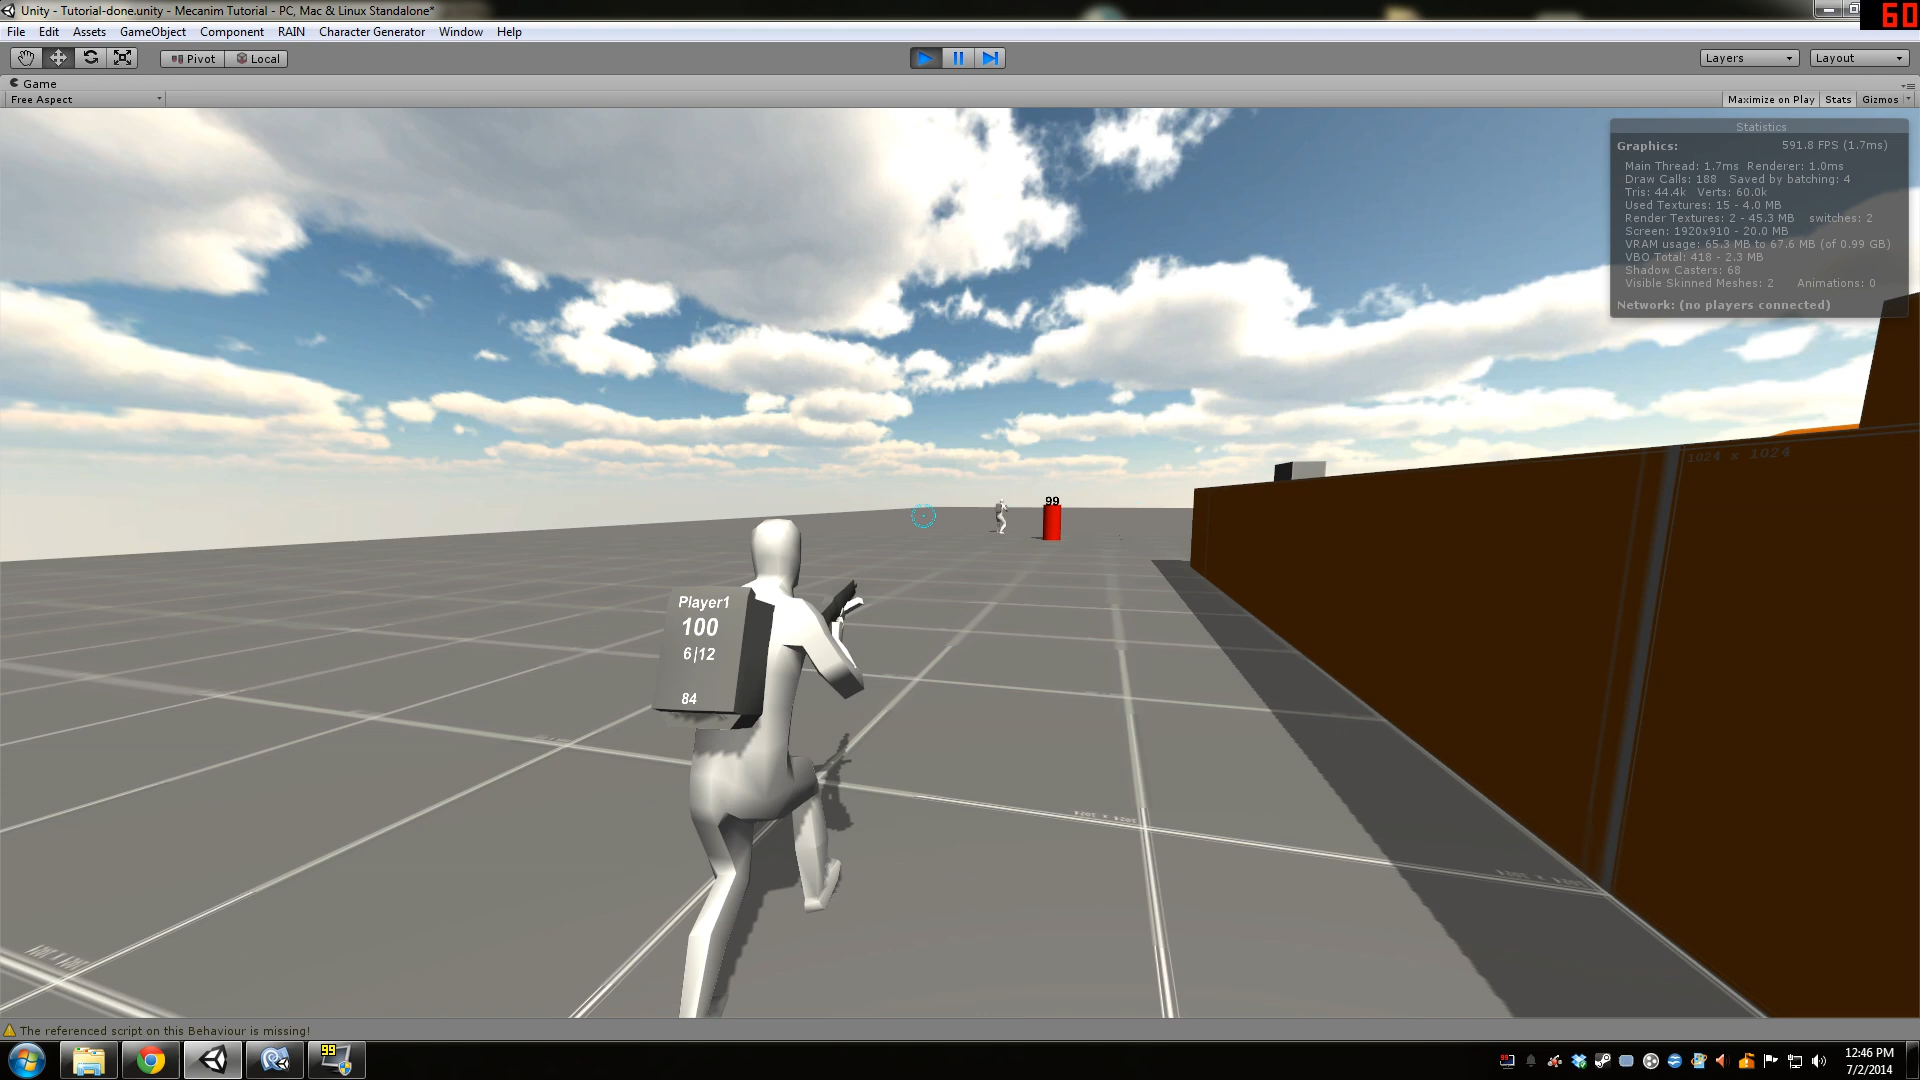 Unity - Tutorial-done.unity - Mecanim Tutorial - PC, Mac & Linux Standalone*
60
File Edit Assets GameObject Component RAIN Character Generator Window Help
Pivot Local Layers Layout
Game
Free Aspect Maximize on Play Stats Gizmos
Statistics
Graphics: 591.8 FPS (1.7ms)
Main Thread: 1.7ms Renderer: 1.0ms
Draw Calls: 188 Saved by batching: 4
Tris: 44.4k Verts: 60.0k
Used Textures: 15 - 4.0 MB
Render Textures: 2 - 45.3 MB switches: 2
Screen: 1920x910 - 20.0 MB
VRAM usage: 65.3 MB to 67.6 MB (of 0.99 GB)
VBO Total: 418 - 2.3 MB
Shadow Casters: 68
Visible Skinned Meshes: 2 Animations: 0
Network: (no players connected)
1024 x 1024
99
Player1
100
6|12
84
1024 x 1024
The referenced script on this Behaviour is missing!
99
12:46 PM
7/2/2014